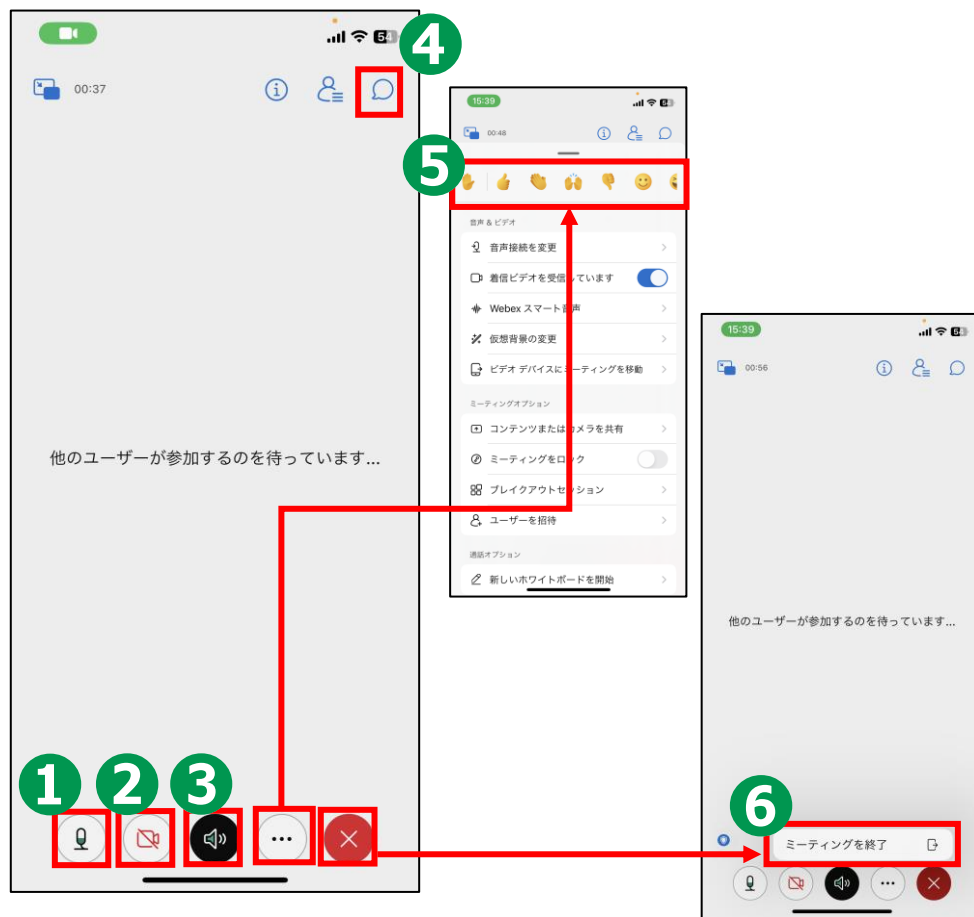 54
4
00:37
他のユーザーが参加するのを待っています...
1
2
3
15:39
00:48
5
音声 & ビデオ
音声接続を変更
着信ビデオを受信しています
Webex スマート音声
仮想背景の変更
ビデオ デバイスにミーティングを移動
ミーティングオプション
コンテンツまたはカメラを共有
ミーティングをロック
ブレイクアウトセッション
ユーザーを招待
通話オプション
新しいホワイトボードを開始
15:39
00:56
他のユーザーが参加するのを待っています...
6
ミーティングを終了